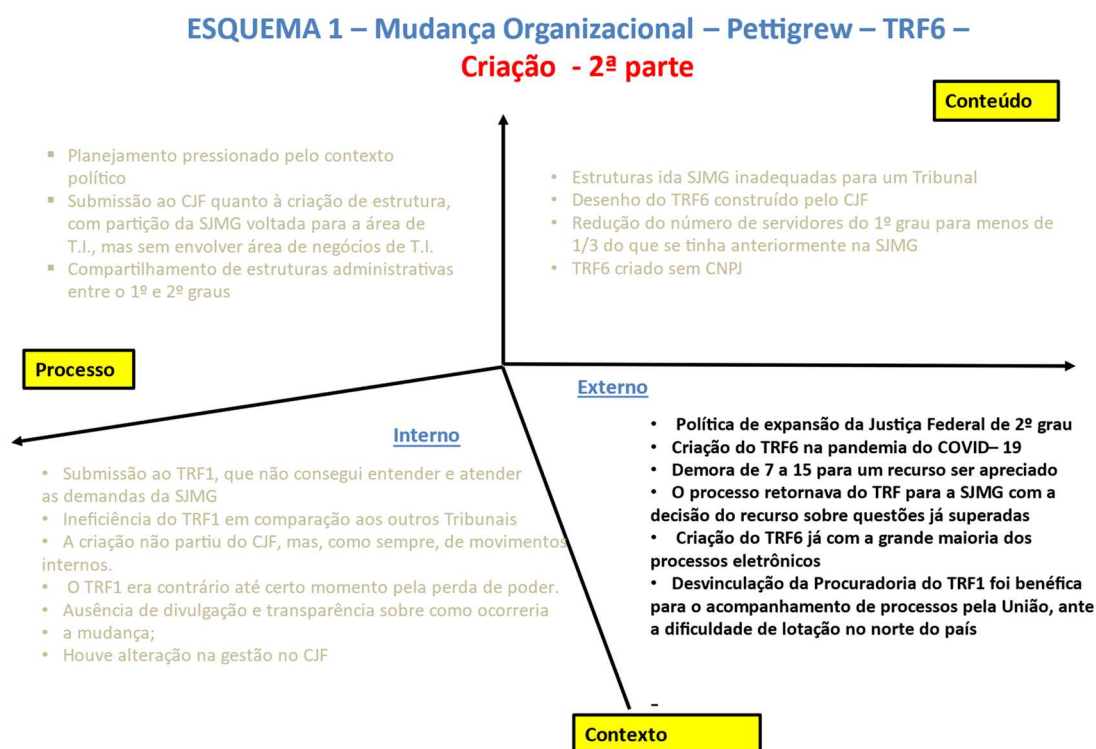 ESQUEMA 1 – Mudança Organizacional – Pettigrew – TRF6 –
Criação - 2ª parte
Conteúdo
▪ Planejamento pressionado pelo contexto
político
▪ Submissão ao CJF quanto à criação de estrutura,
com partição da SJMG voltada para a área de
T.I., mas sem envolver área de negócios de T.I.
▪ Compartilhamento de estruturas administrativas
entre o 1º e 2º graus
• Estruturas ida SJMG inadequadas para um Tribunal
• Desenho do TRF6 construído pelo CJF
• Redução do número de servidores do 1º grau para menos de
1/3 do que se tinha anteriormente na SJMG
• TRF6 criado sem CNPJ
Processo
Externo
Interno
• Submissão ao TRF1, que não consegui entender e atender
as demandas da SJMG
• Ineficiência do TRF1 em comparação aos outros Tribunais
• A criação não partiu do CJF, mas, como sempre, de movimentos
internos.
• O TRF1 era contrário até certo momento pela perda de poder.
• Ausência de divulgação e transparência sobre como ocorreria
• a mudança;
• Houve alteração na gestão no CJF
• Política de expansão da Justiça Federal de 2º grau
• Criação do TRF6 na pandemia do COVID– 19
• Demora de 7 a 15 para um recurso ser apreciado
• O processo retornava do TRF para a SJMG com a
decisão do recurso sobre questões já superadas
• Criação do TRF6 já com a grande maioria dos
processos eletrônicos
• Desvinculação da Procuradoria do TRF1 foi benéfica
para o acompanhamento de processos pela União, ante
a dificuldade de lotação no norte do país
-
Contexto